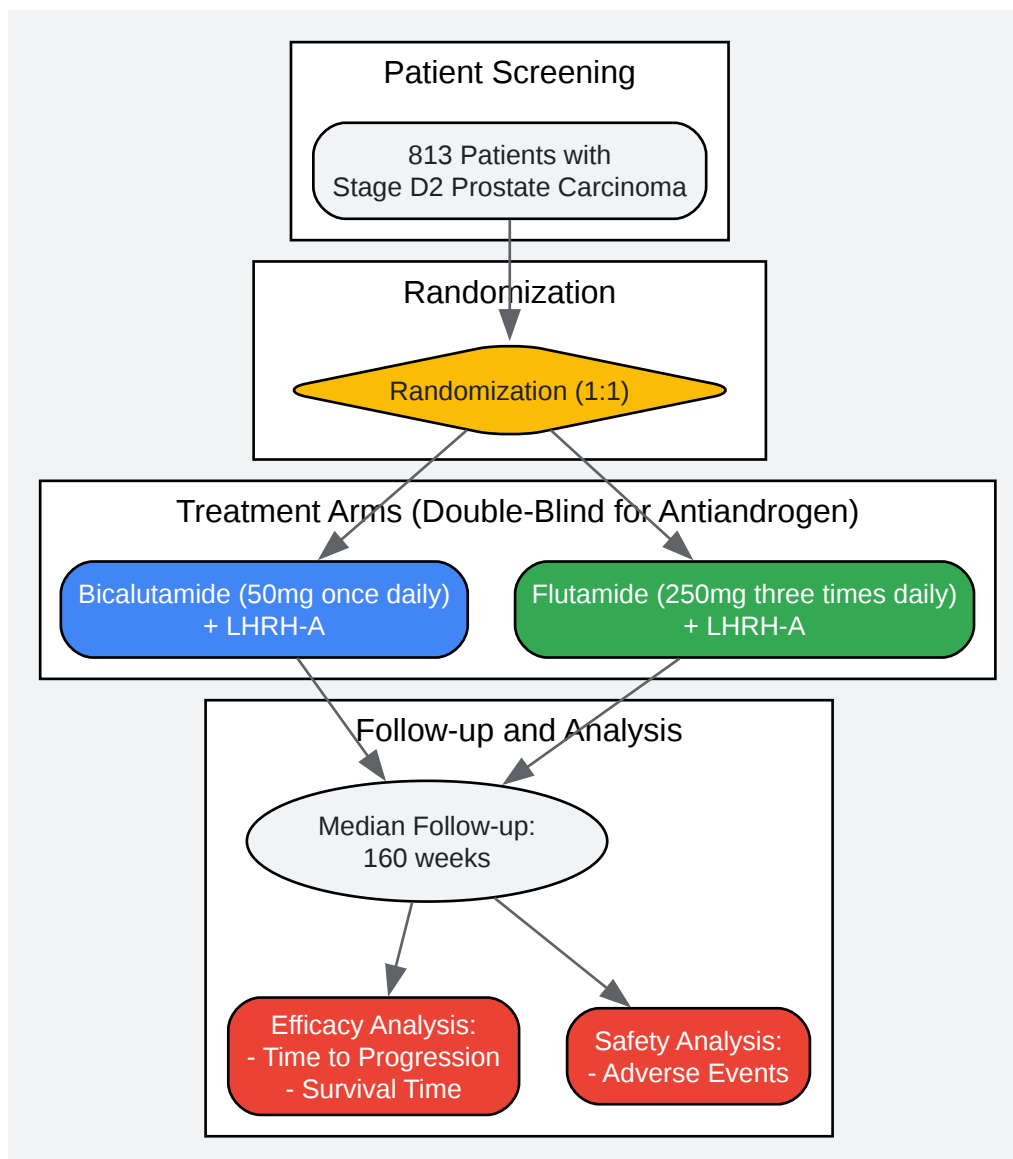 Patient Screening
813 Patients with
Stage D2 Prostate Carcinoma
Randomization
Randomization (1:1)
Treatment Arms (Double-Blind for Antiandrogen)
Bicalutamide (50mg once daily)
+ LHRH-A
Flutamide (250mg three times daily)
+ LHRH-A
Follow-up and Analysis
Median Follow-up:
160 weeks
Efficacy Analysis:
- Time to Progression
- Survival Time
Safety Analysis:
- Adverse Events